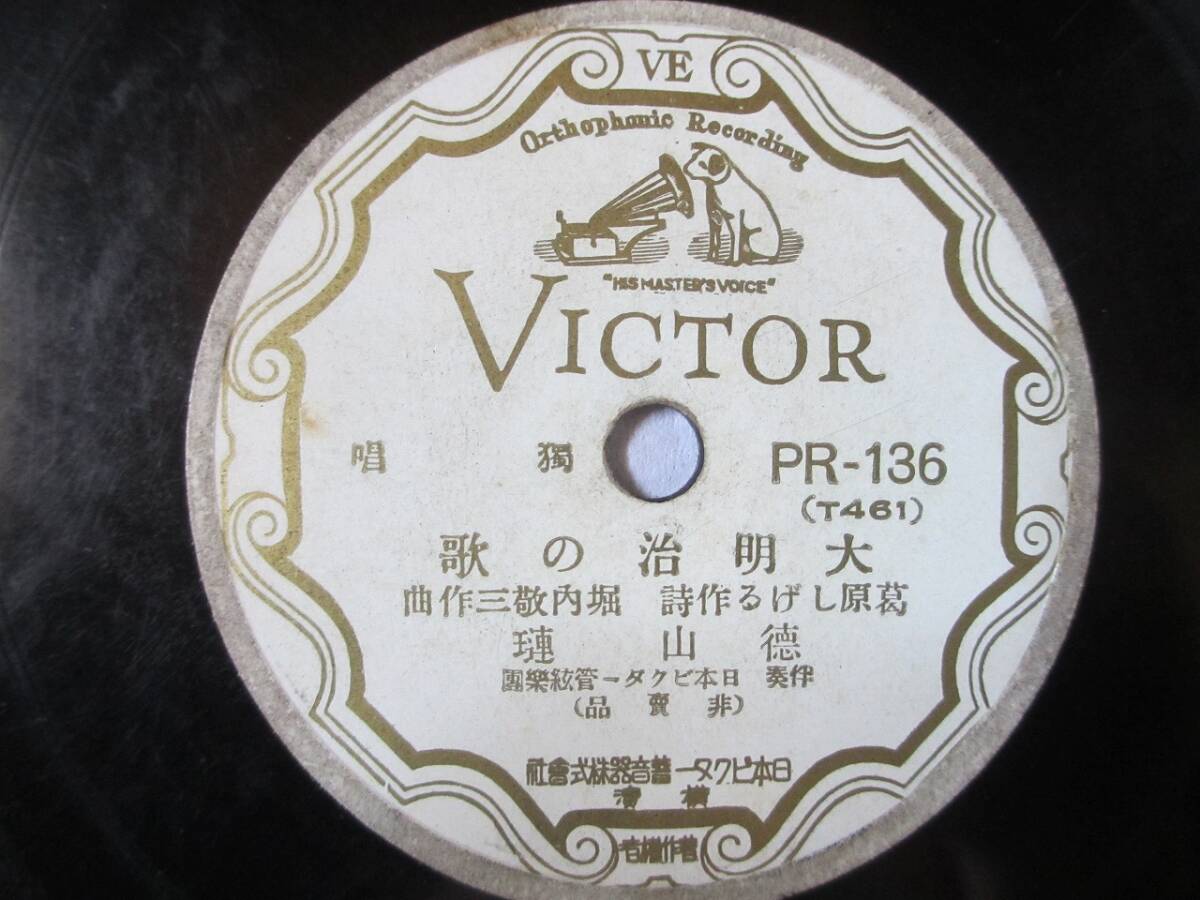 VE
Orthophonic Recording
"HIS MASTER'S VOICE"
VICTOR
獨唱
PR-136
(T461)
大明治の歌
葛原しげる作詩 堀内敬三作曲
徳山璉
伴奏 日本ビクター管絃樂團
(非賣品)
日本ビクター蓄音器株式會社
横濱